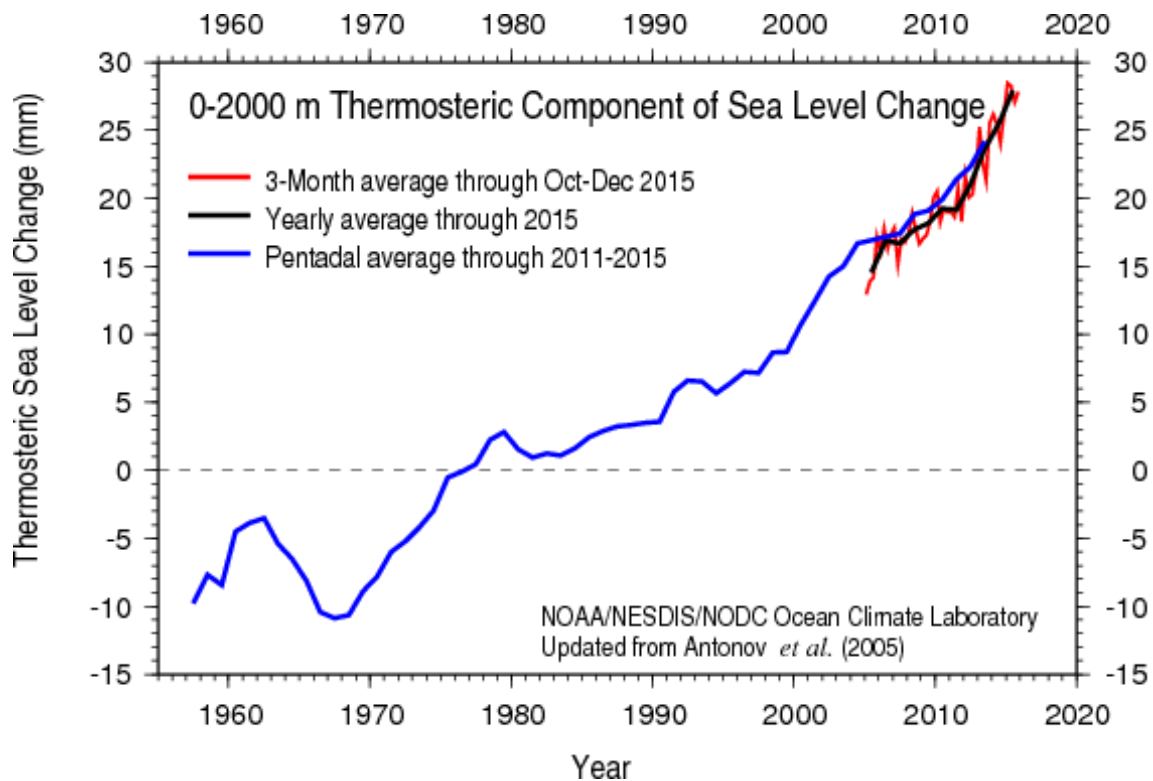 1960 1970 1980 1990 2000 2010 2020
0-2000 m Thermosteric Component of Sea Level Change
3-Month average through Oct-Dec 2015
Yearly average through 2015
Pentadal average through 2011-2015
Thermosteric Sea Level Change (mm)
30 30
25 25
20 20
15 15
10 10
5 5
0 0
-5 -5
-10 -10
-15 -15
NOAA/NESDIS/NODC Ocean Climate Laboratory
Updated from Antonov et al. (2005)
1960 1970 1980 1990 2000 2010 2020
Year